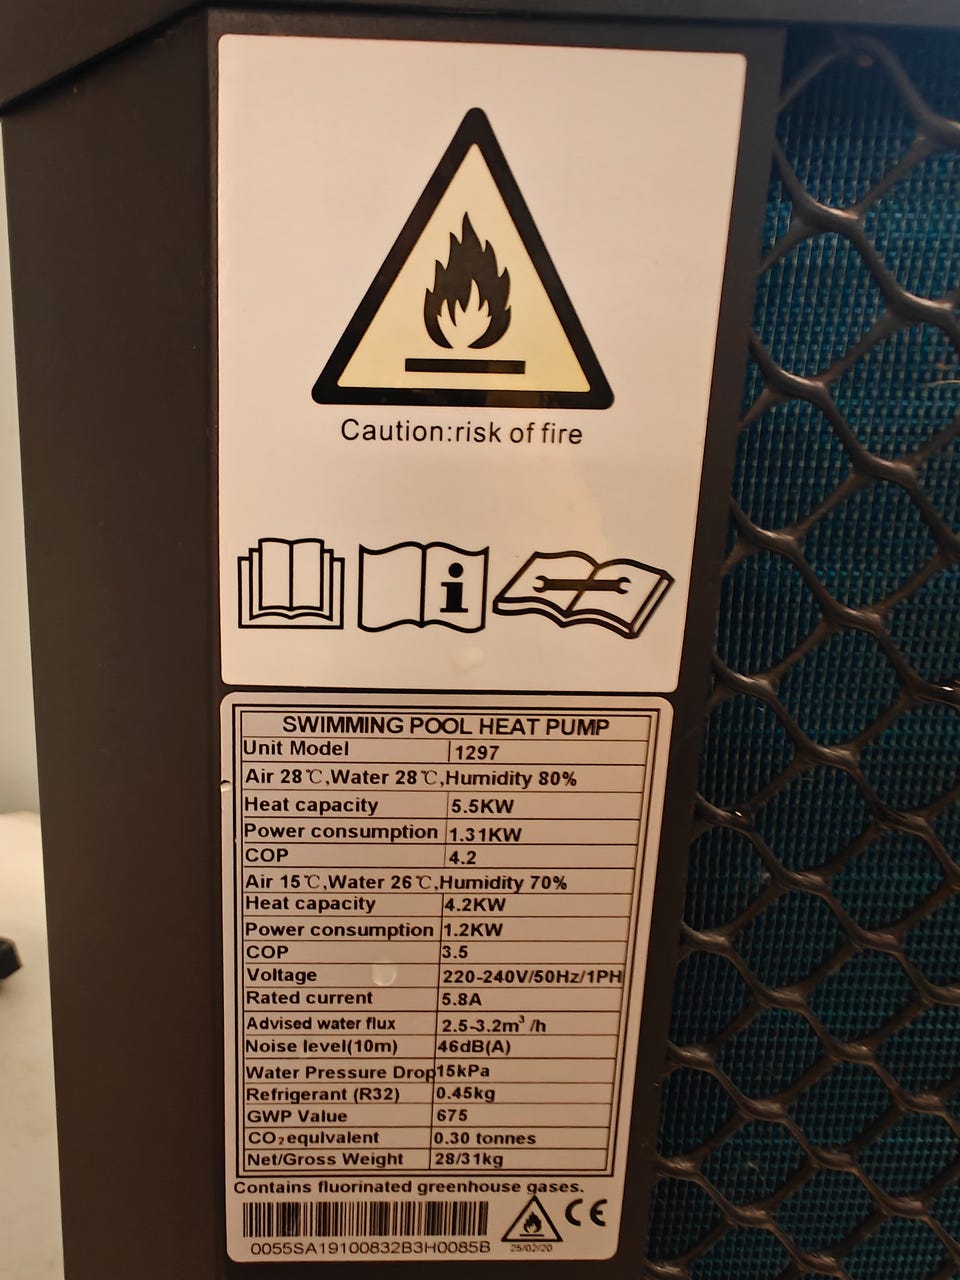 Caution:risk of fire
SWIMMING POOL HEAT PUMP
Unit Model 1297
Air 28℃,Water 28℃,Humidity 80%
Heat capacity 5.5KW
Power consumption 1.31KW
COP 4.2
Air 15℃,Water 26℃,Humidity 70%
Heat capacity 4.2KW
Power consumption 1.2KW
COP 3.5
Voltage 220-240V/50Hz/1PH
Rated current 5.8A
Advised water flux 2.5-3.2m³ /h
Noise level(10m) 46dB(A)
Water Pressure Drop 15kPa
Refrigerant (R32) 0.45kg
GWP Value 675
CO₂equlvalent 0.30 tonnes
Net/Gross Weight 28/31kg
Contains fluorinated greenhouse gases.
CE
0055SA19100832B3H0085B 25/02/20